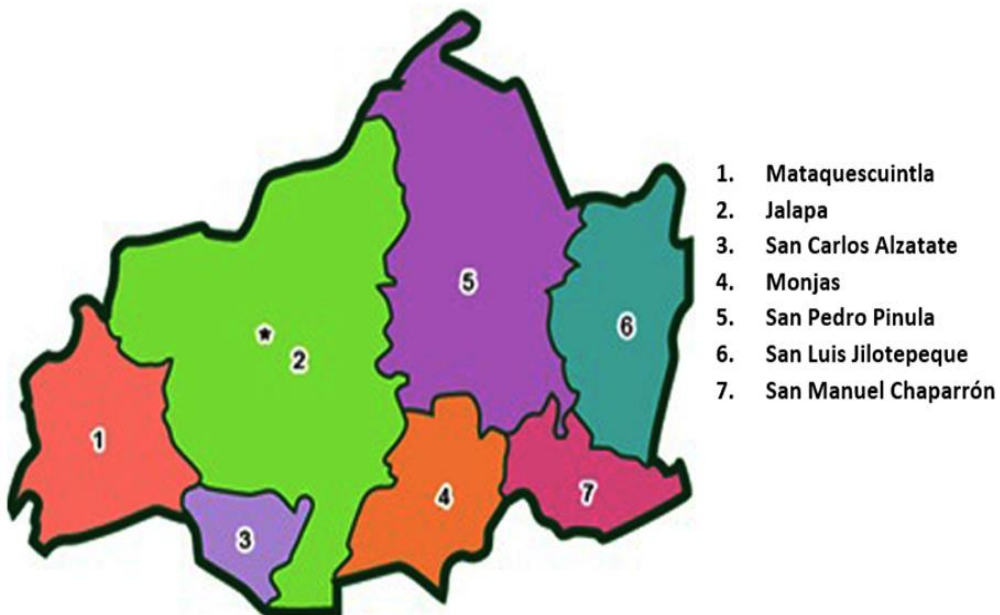 1. Mataquescuintla
2. Jalapa
3. San Carlos Alzatate
4. Monjas
5. San Pedro Pinula
6. San Luis Jilotepeque
7. San Manuel Chaparrón
5
6
2
1
4
7
3